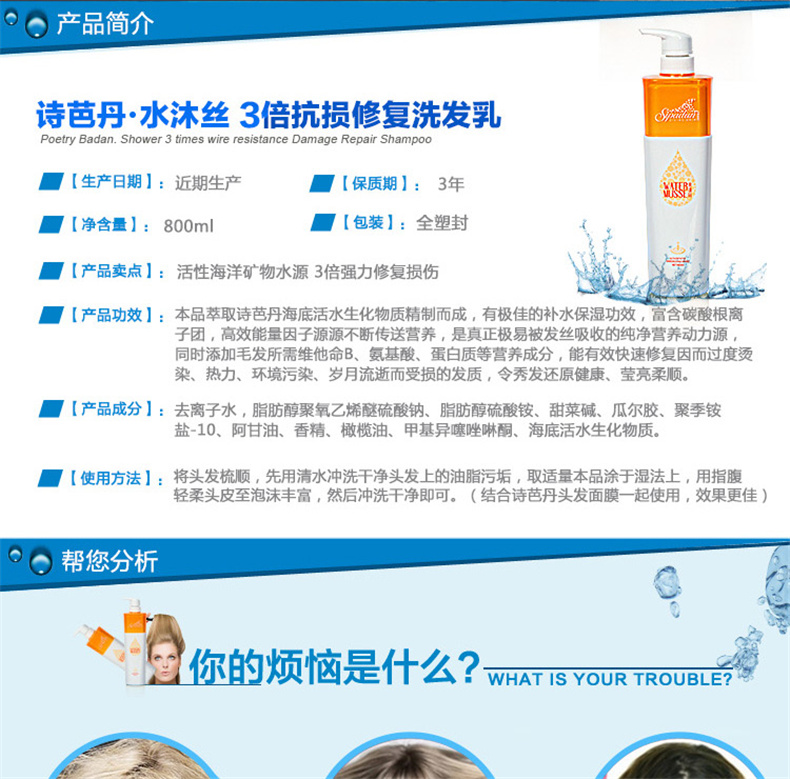 产品简介
诗芭丹·水沐丝 3倍抗损修复洗发乳
Poetry Badan. Shower 3 times wire resistance Damage Repair Shampoo
【生产日期】： 近期生产 【保质期】： 3年
【净含量】： 800ml 【包装】： 全塑封
【产品卖点】： 活性海洋矿物水源 3倍强力修复损伤
【产品功效】： 本品萃取诗芭丹海底活水生化物质精制而成，有极佳的补水保湿功效，富含碳酸根离
子团，高效能量因子源源不断传送营养，是真正极易被发丝吸收的纯净营养动力源，
同时添加毛发所需维他命B、氨基酸、蛋白质等营养成分，能有效快速修复因而过度烫
染、热力、环境污染、岁月流逝而受损的发质，令秀发还原健康、莹亮柔顺。
【产品成分】： 去离子水，脂肪醇聚氧乙烯醚硫酸钠、脂肪醇硫酸铵、甜菜碱、瓜尔胶、聚季铵
盐-10、阿甘油、香精、橄榄油、甲基异噻唑啉酮、海底活水生化物质。
【使用方法】： 将头发梳顺，先用清水冲洗干净头发上的油脂污垢，取适量本品涂于湿法上，用指腹
轻柔头皮至泡沫丰富，然后冲洗干净即可。（结合诗芭丹头发面膜一起使用，效果更佳）
Spadan
WATER
MUSSE
帮您分析
你的烦恼是什么?
WHAT IS YOUR TROUBLE?